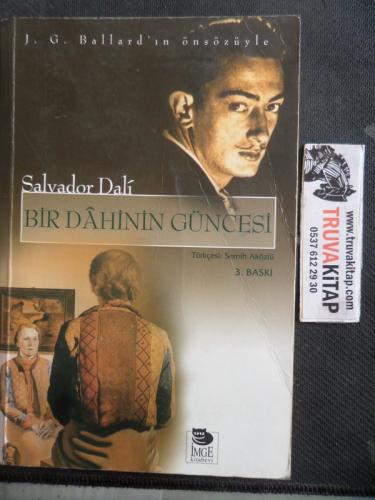 J. G. Ballard'ın önsözüyle
Salvador Dalí
BİR DÂHİNİN GÜNCESİ
Türkçesi: Semih Aközlü
3. BASKI
İMGE
kitabevi
www.truvakitap.com
TRUVAKİTAP
0537 612 29 30